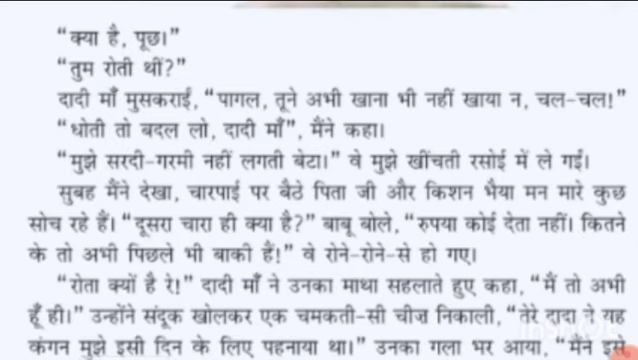 “क्या है, पूछ।”
“तुम रोती थीं?”
दादी माँ मुसकराईं, “पागल, तूने अभी खाना भी नहीं खाया न, चल-चल!”
“धोती तो बदल लो, दादी माँ”, मैंने कहा।
“मुझे सरदी-गरमी नहीं लगती बेटा।” वे मुझे खींचती रसोई में ले गईं।
सुबह मैंने देखा, चारपाई पर बैठे पिता जी और किशन भैया मन मारे कुछ
सोच रहे हैं। “दूसरा चारा ही क्या है?” बाबू बोले, “रुपया कोई देता नहीं। कितने
के तो अभी पिछले भी बाकी हैं!” वे रोने-रोने-से हो गए।
“रोता क्यों है रे!” दादी माँ ने उनका माथा सहलाते हुए कहा, “मैं तो अभी
हूँ ही।” उन्होंने संदूक खोलकर एक चमकती-सी चीज़ निकाली, “तेरे दादा ने यह
कंगन मुझे इसी दिन के लिए पहनाया था।” उनका गला भर आया, “मैंने इसे